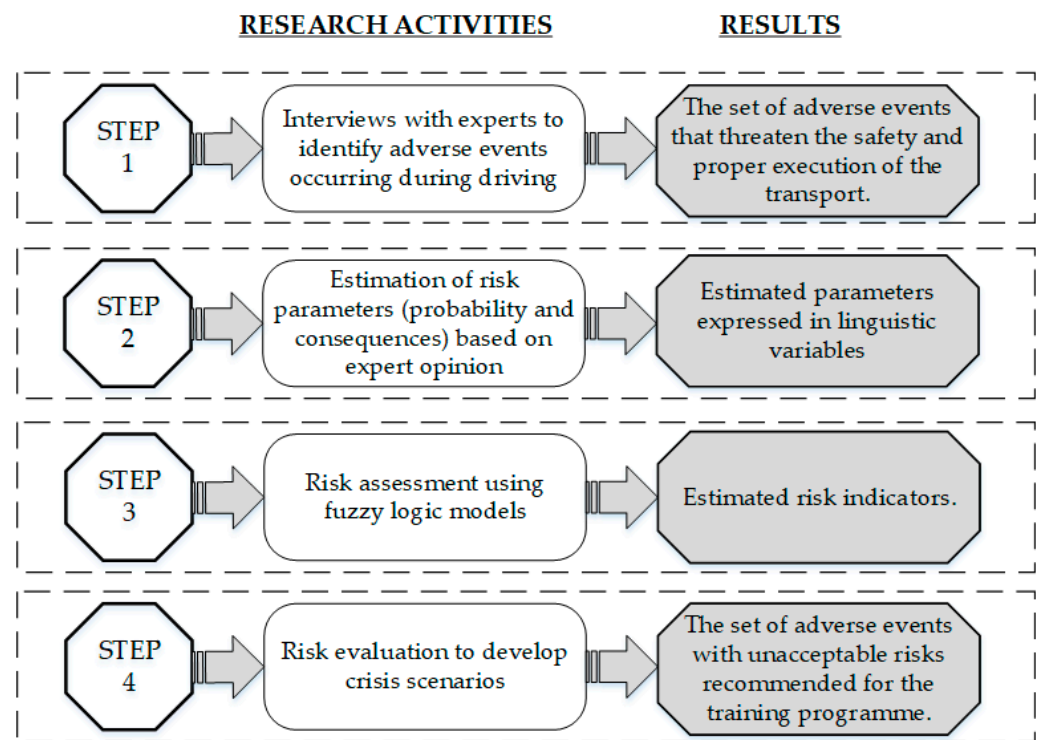 RESEARCH ACTIVITIES
RESULTS
STEP
1
Interviews with experts to
identify adverse events
occurring during driving
The set of adverse events
that threaten the safety and
proper execution of the
transport.
STEP
2
Estimation of risk
parameters (probability and
consequences) based on
expert opinion
Estimated parameters
expressed in linguistic
variables
STEP
3
Risk assessment using
fuzzy logic models
Estimated risk indicators.
STEP
4
Risk evaluation to develop
crisis scenarios
The set of adverse events
with unacceptable risks
recommended for the
training programme.